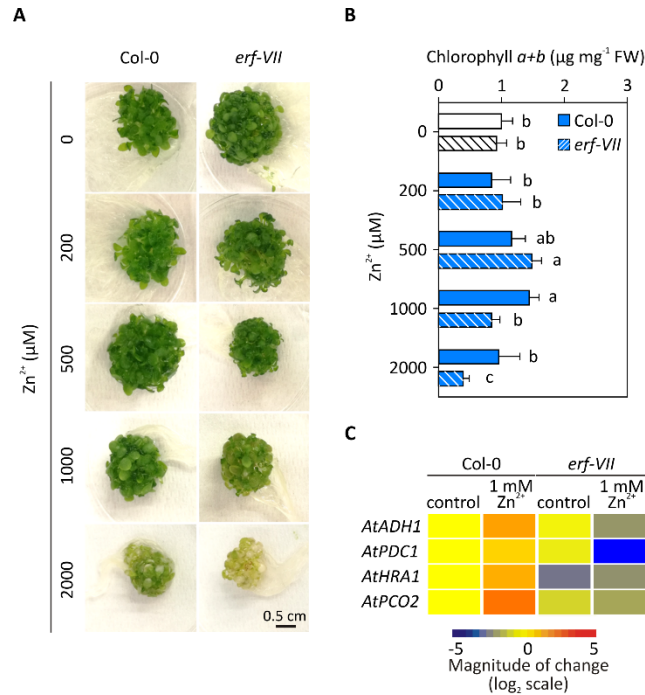 A
Col-0 erf-VII
Zn²⁺ (µM)
0
200
500
1000
2000
0.5 cm
B
Chlorophyll a+b (µg mg⁻¹ FW)
0 1 2 3
Zn²⁺ (µM)
0 b
b
Col-0
erf-VII
200 b
b
500 ab
a
1000 a
b
2000 b
c
C
Col-0 erf-VII
control 1 mM Zn²⁺ control 1 mM Zn²⁺
AtADH1
AtPDC1
AtHRA1
AtPCO2
-5 0 5
Magnitude of change
(log₂ scale)